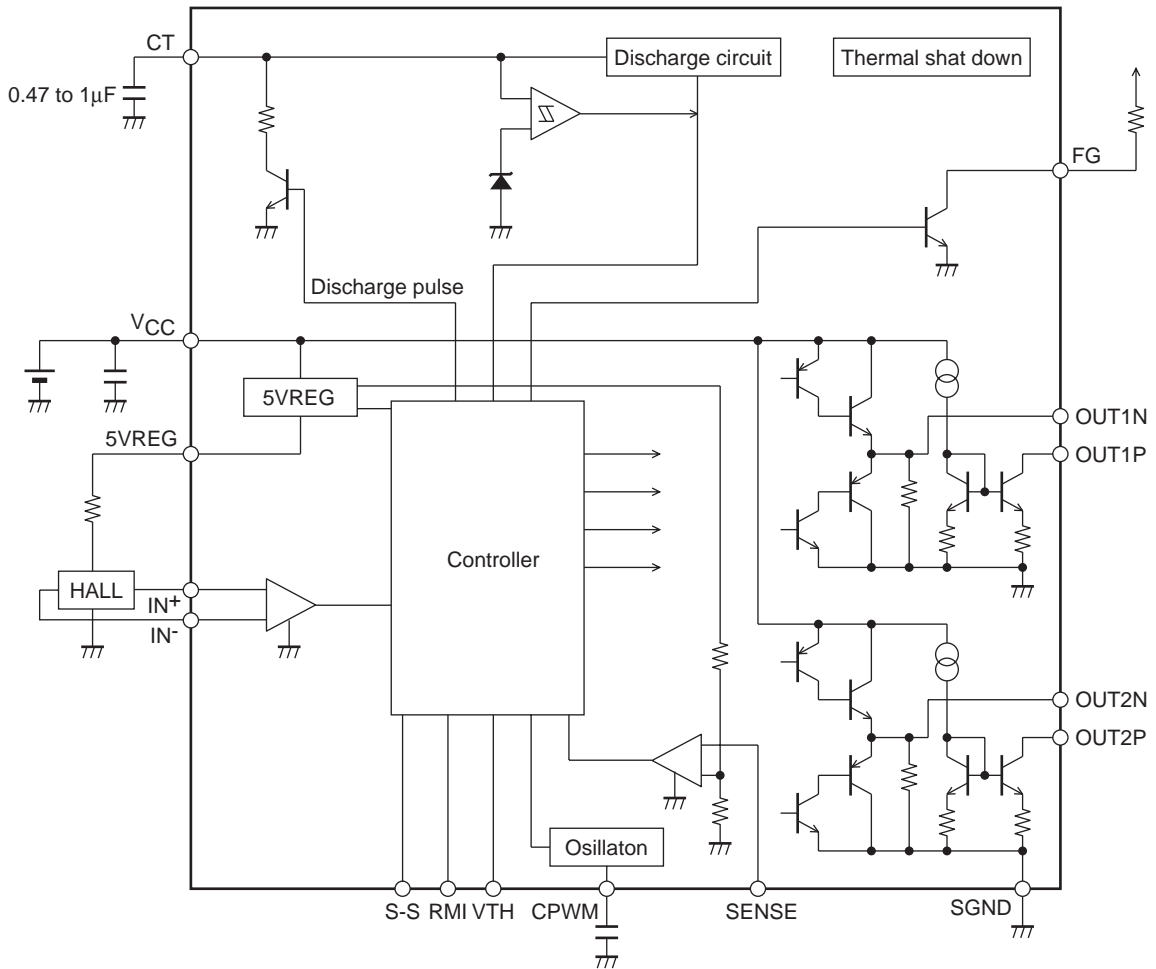 CT
Discharge circuit
Thermal shat down
0.47 to 1μF
FG
Discharge pulse
VCC
5VREG
5VREG
OUT1N
OUT1P
Controller
HALL
IN+
IN-
OUT2N
OUT2P
Osillaton
S-S RMI VTH CPWM SENSE SGND